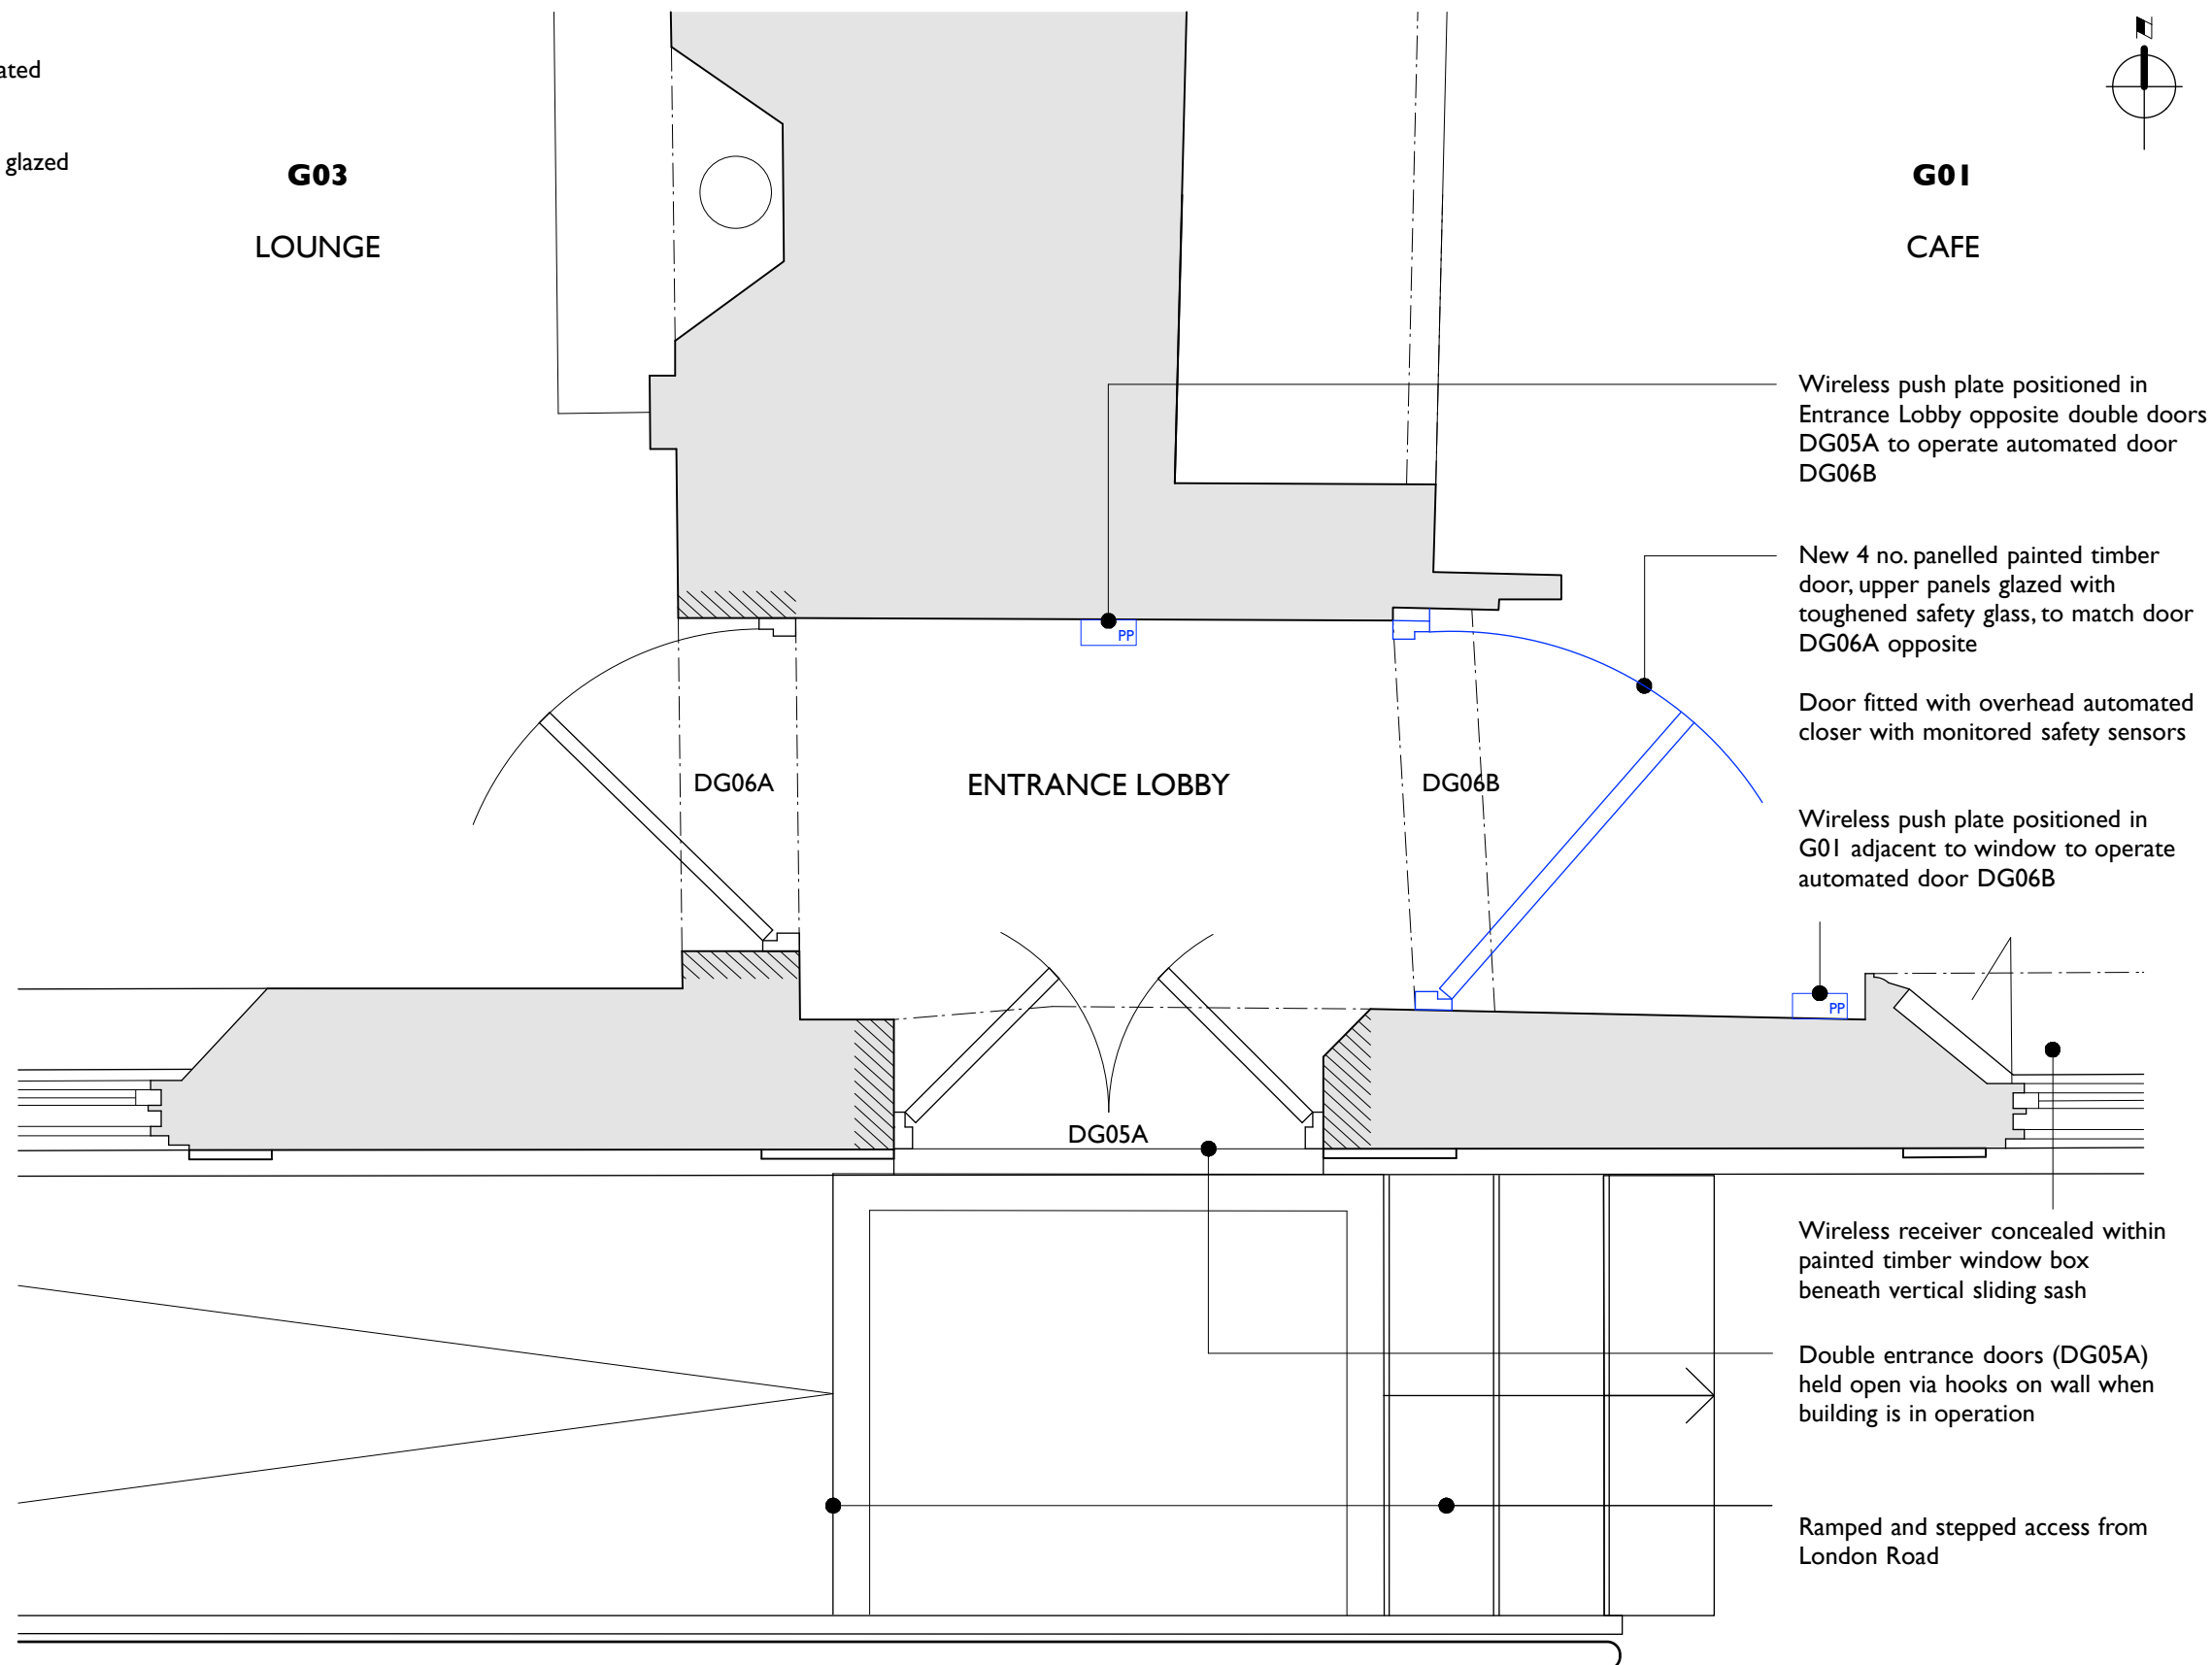 ated
glazed
N
G03
LOUNGE
G01
CAFE
Wireless push plate positioned in
Entrance Lobby opposite double doors
DG05A to operate automated door
DG06B
New 4 no. panelled painted timber
door, upper panels glazed with
toughened safety glass, to match door
DG06A opposite
Door fitted with overhead automated
closer with monitored safety sensors
PP
DG06A
ENTRANCE LOBBY
DG06B
Wireless push plate positioned in
G01 adjacent to window to operate
automated door DG06B
PP
DG05A
Wireless receiver concealed within
painted timber window box
beneath vertical sliding sash
Double entrance doors (DG05A)
held open via hooks on wall when
building is in operation
Ramped and stepped access from
London Road